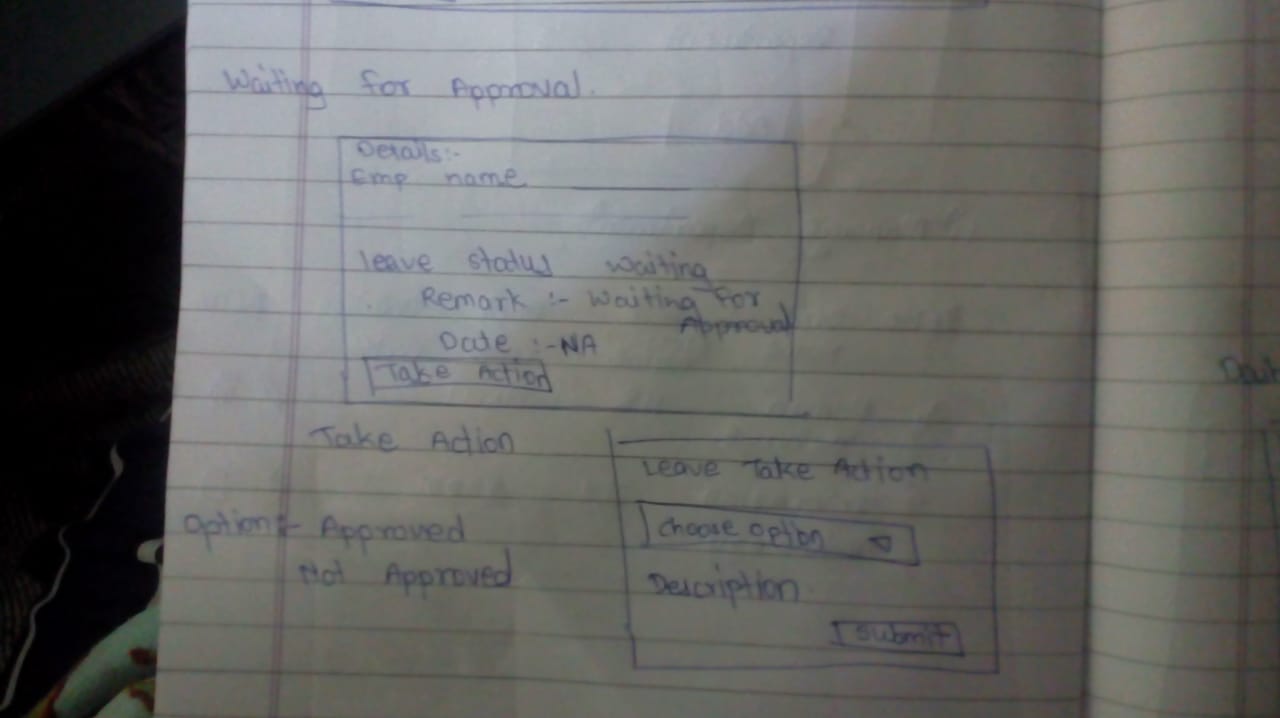 Waiting for Approval.
Details:-
Emp name
leave status waiting
Remark :- Waiting for
Approval
Date :- NA
Take Action
Take Action
Leave Take Action
Option:- Approved
Choose option
Not Approved
Description
Submit